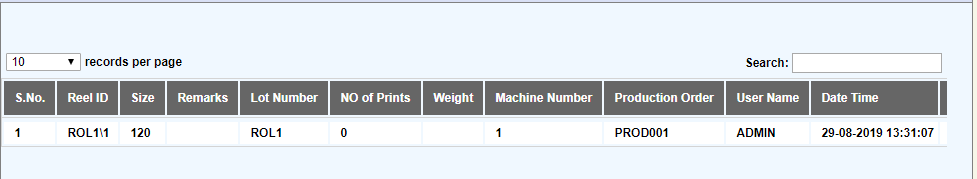 10 records per page Search:
S.No. Reel ID Size Remarks Lot Number NO of Prints Weight Machine Number Production Order User Name Date Time
1 ROL1\1 120 ROL1 0 1 PROD001 ADMIN 29-08-2019 13:31:07